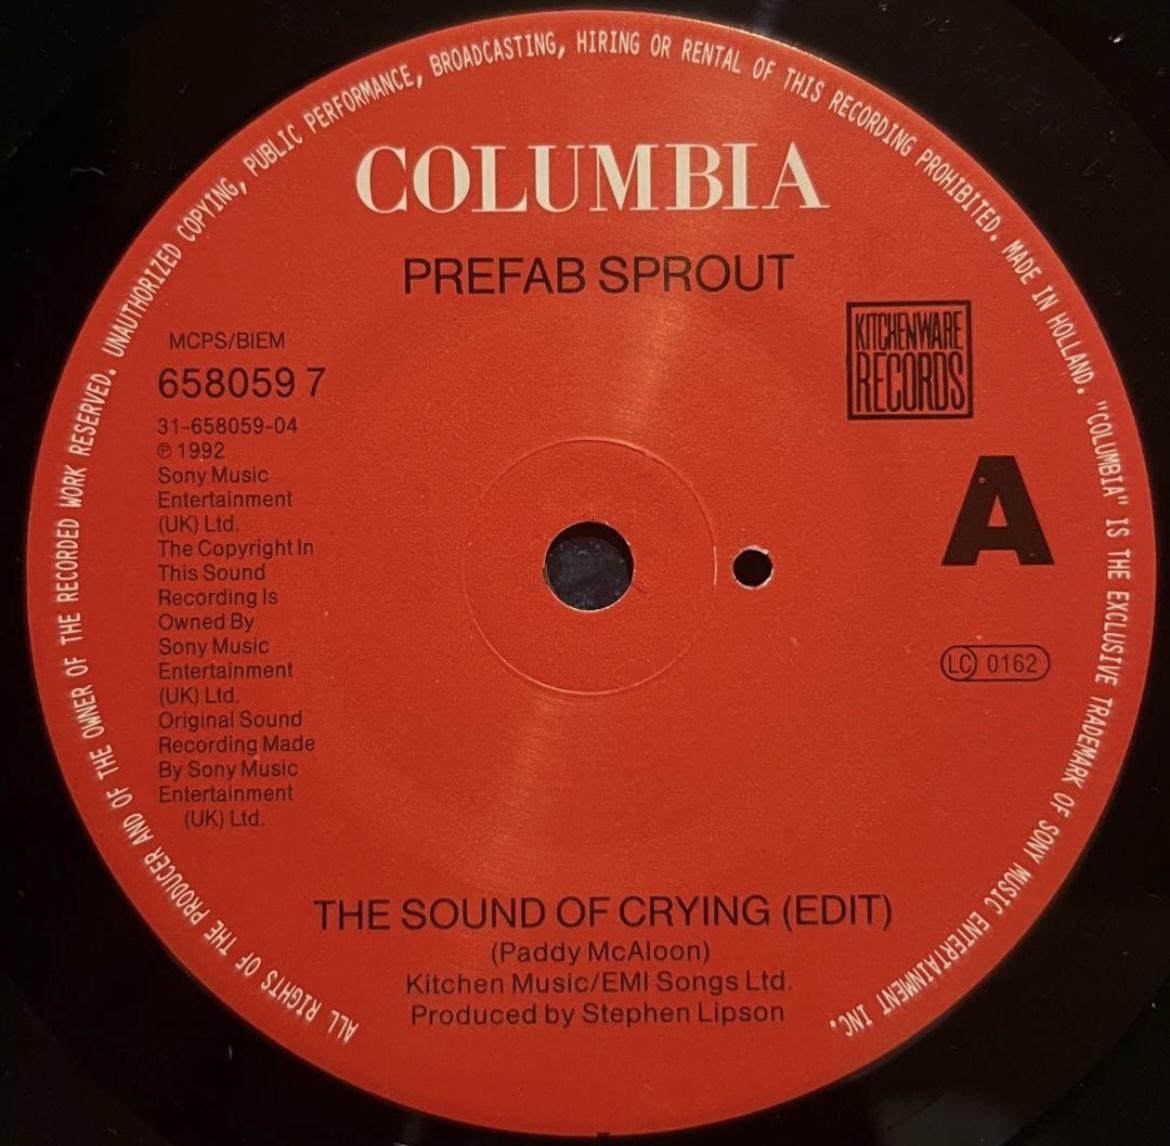 ALL RIGHTS OF THE PRODUCER AND OF THE OWNER OF THE RECORDED WORK RESERVED. UNAUTHORIZED COPYING, PUBLIC PERFORMANCE, BROADCASTING, HIRING OR RENTAL OF THIS RECORDING PROHIBITED. MADE IN HOLLAND. "COLUMBIA" IS THE EXCLUSIVE TRADEMARK OF SONY MUSIC ENTERTAINMENT INC.
COLUMBIA
PREFAB SPROUT
MCPS/BIEM
658059 7
31-658059-04
℗ 1992
Sony Music
Entertainment
(UK) Ltd.
The Copyright In
This Sound
Recording Is
Owned By
Sony Music
Entertainment
(UK) Ltd.
Original Sound
Recording Made
By Sony Music
Entertainment
(UK) Ltd.
KITCHENWARE
RECORDS
A
LC 0162
THE SOUND OF CRYING (EDIT)
(Paddy McAloon)
Kitchen Music/EMI Songs Ltd.
Produced by Stephen Lipson